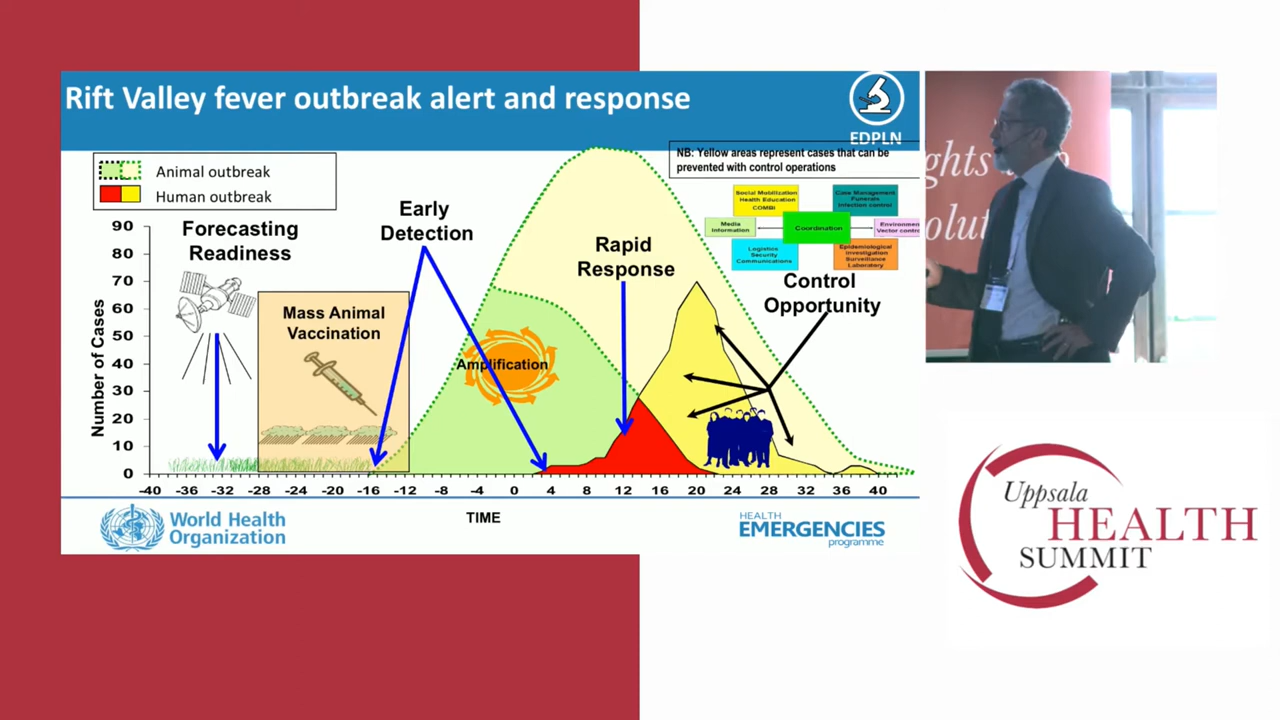 Rift Valley fever outbreak alert and response
EDPLN
NB: Yellow areas represent cases that can be
prevented with control operations
Animal outbreak
Human outbreak
Social Mobilization
Health Education
COMBI
Case Management
Funerals
Infection control
Media
Information
Coordination
Environment
Vector contro
Logistics
Security
Communications
Epidemiological
investigation
Surveillance
Laboratory
Forecasting
Readiness
Early
Detection
Rapid
Response
Control
Opportunity
Mass Animal
Vaccination
Amplification
Number of Cases
90
80
70
60
50
40
30
20
10
0
-40 -36 -32 -28 -24 -20 -16 -12 -8 -4 0 4 8 12 16 20 24 28 32 36 40
TIME
World Health
Organization
HEALTH
EMERGENCIES
programme
ghts
olut
Uppsala
HEALTH
SUMMIT